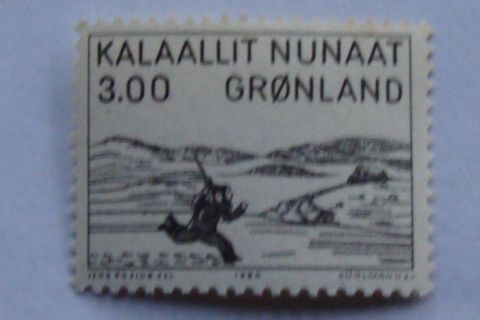 KALAALLIT NUNAAT
3.00 GRØNLAND
1980